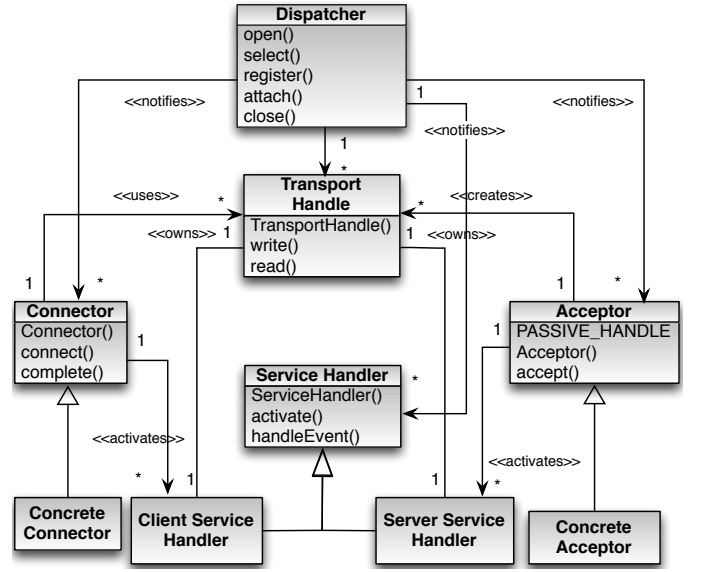 Dispatcher
open()
select()
register()
attach()
close()
<<notifies>>
1
<<notifies>>
<<notifies>>
1
*
Transport
Handle
TransportHandle()
write()
read()
<<uses>>
*
<<creates>>
*
<<owns>> 1
1 <<owns>>
1
*
1
*
Connector
Connector()
connect()
complete()
1
Acceptor
PASSIVE_HANDLE
Acceptor()
accept()
1
Service Handler
ServiceHandler()
activate()
handleEvent()
*
<<activates>>
*
1
1
<<activates>>
*
Concrete
Connector
Client Service
Handler
Server Service
Handler
Concrete
Acceptor